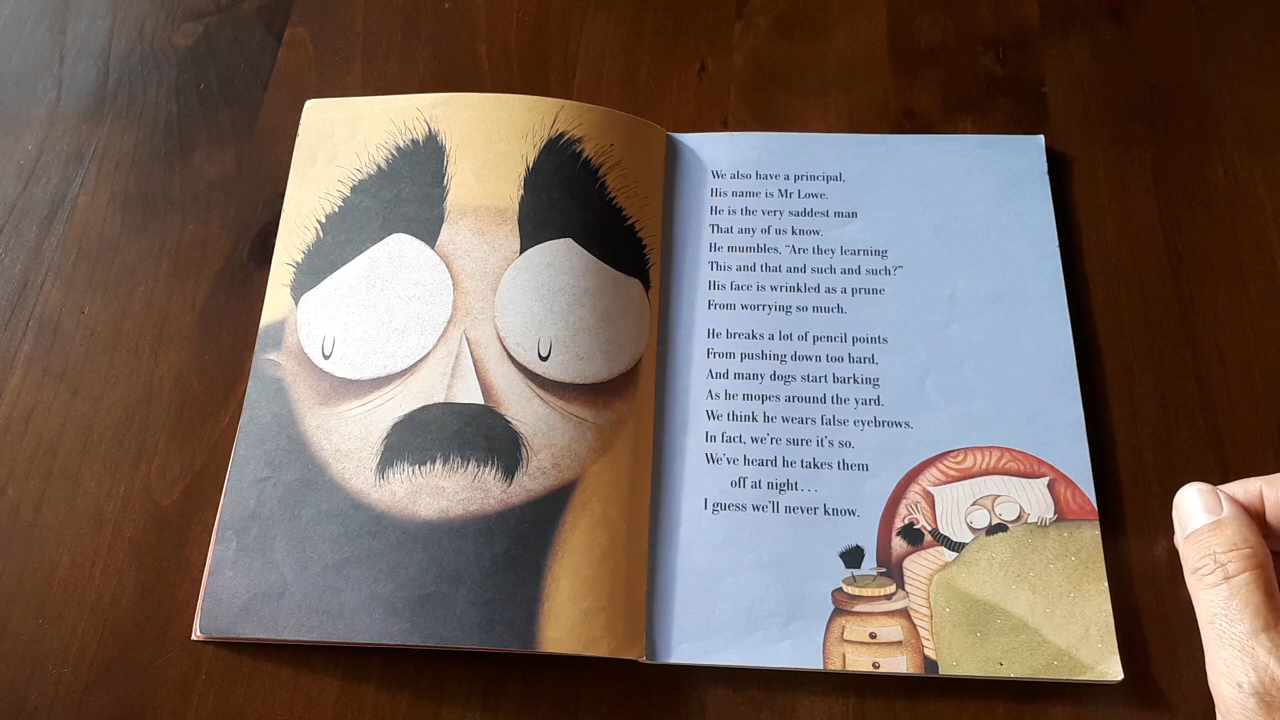 We also have a principal,
His name is Mr Lowe.
He is the very saddest man
That any of us know.
He mumbles, “Are they learning
This and that and such and such?”
His face is wrinkled as a prune
From worrying so much.
He breaks a lot of pencil points
From pushing down too hard,
And many dogs start barking
As he mopes around the yard.
We think he wears false eyebrows.
In fact, we’re sure it’s so.
We’ve heard he takes them
off at night . . .
I guess we’ll never know.